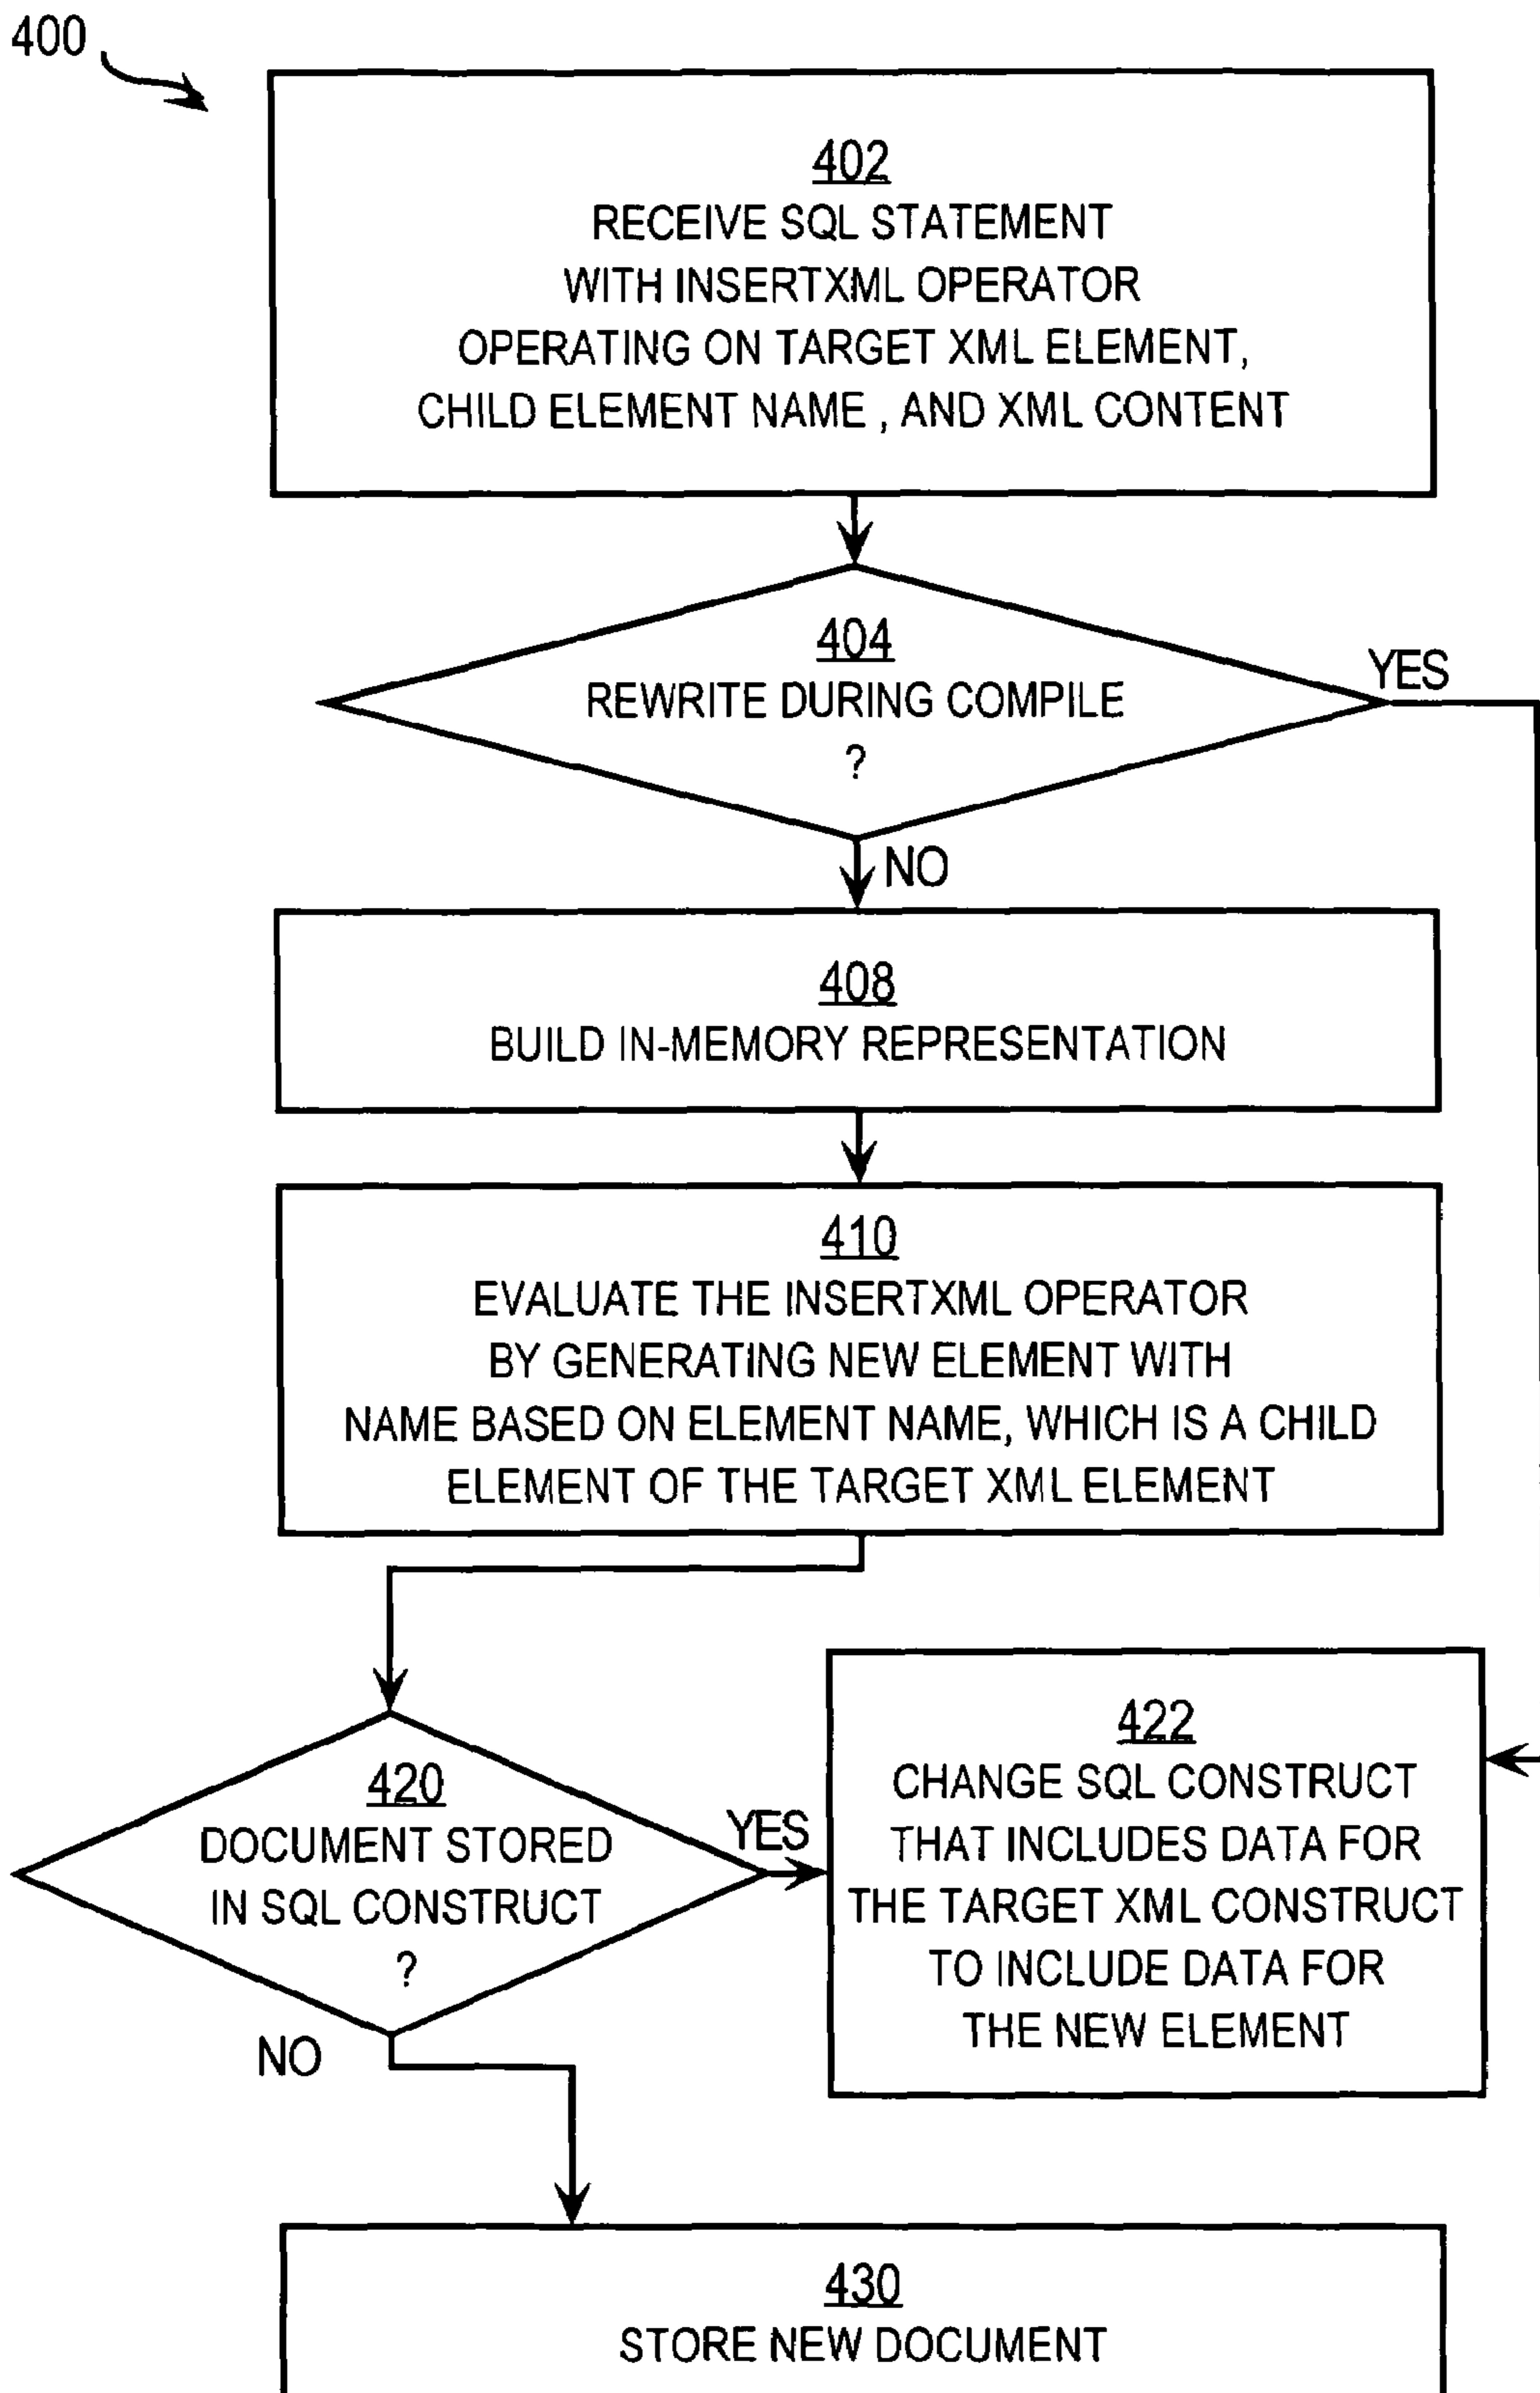 400
402
RECEIVE SQL STATEMENT
WITH INSERTXML OPERATOR
OPERATING ON TARGET XML ELEMENT,
CHILD ELEMENT NAME , AND XML CONTENT
404
REWRITE DURING COMPILE
?
YES
NO
408
BUILD IN-MEMORY REPRESENTATION
410
EVALUATE THE INSERTXML OPERATOR
BY GENERATING NEW ELEMENT WITH
NAME BASED ON ELEMENT NAME, WHICH IS A CHILD
ELEMENT OF THE TARGET XML ELEMENT
420
DOCUMENT STORED
IN SQL CONSTRUCT
?
YES
NO
422
CHANGE SQL CONSTRUCT
THAT INCLUDES DATA FOR
THE TARGET XML CONSTRUCT
TO INCLUDE DATA FOR
THE NEW ELEMENT
430
STORE NEW DOCUMENT